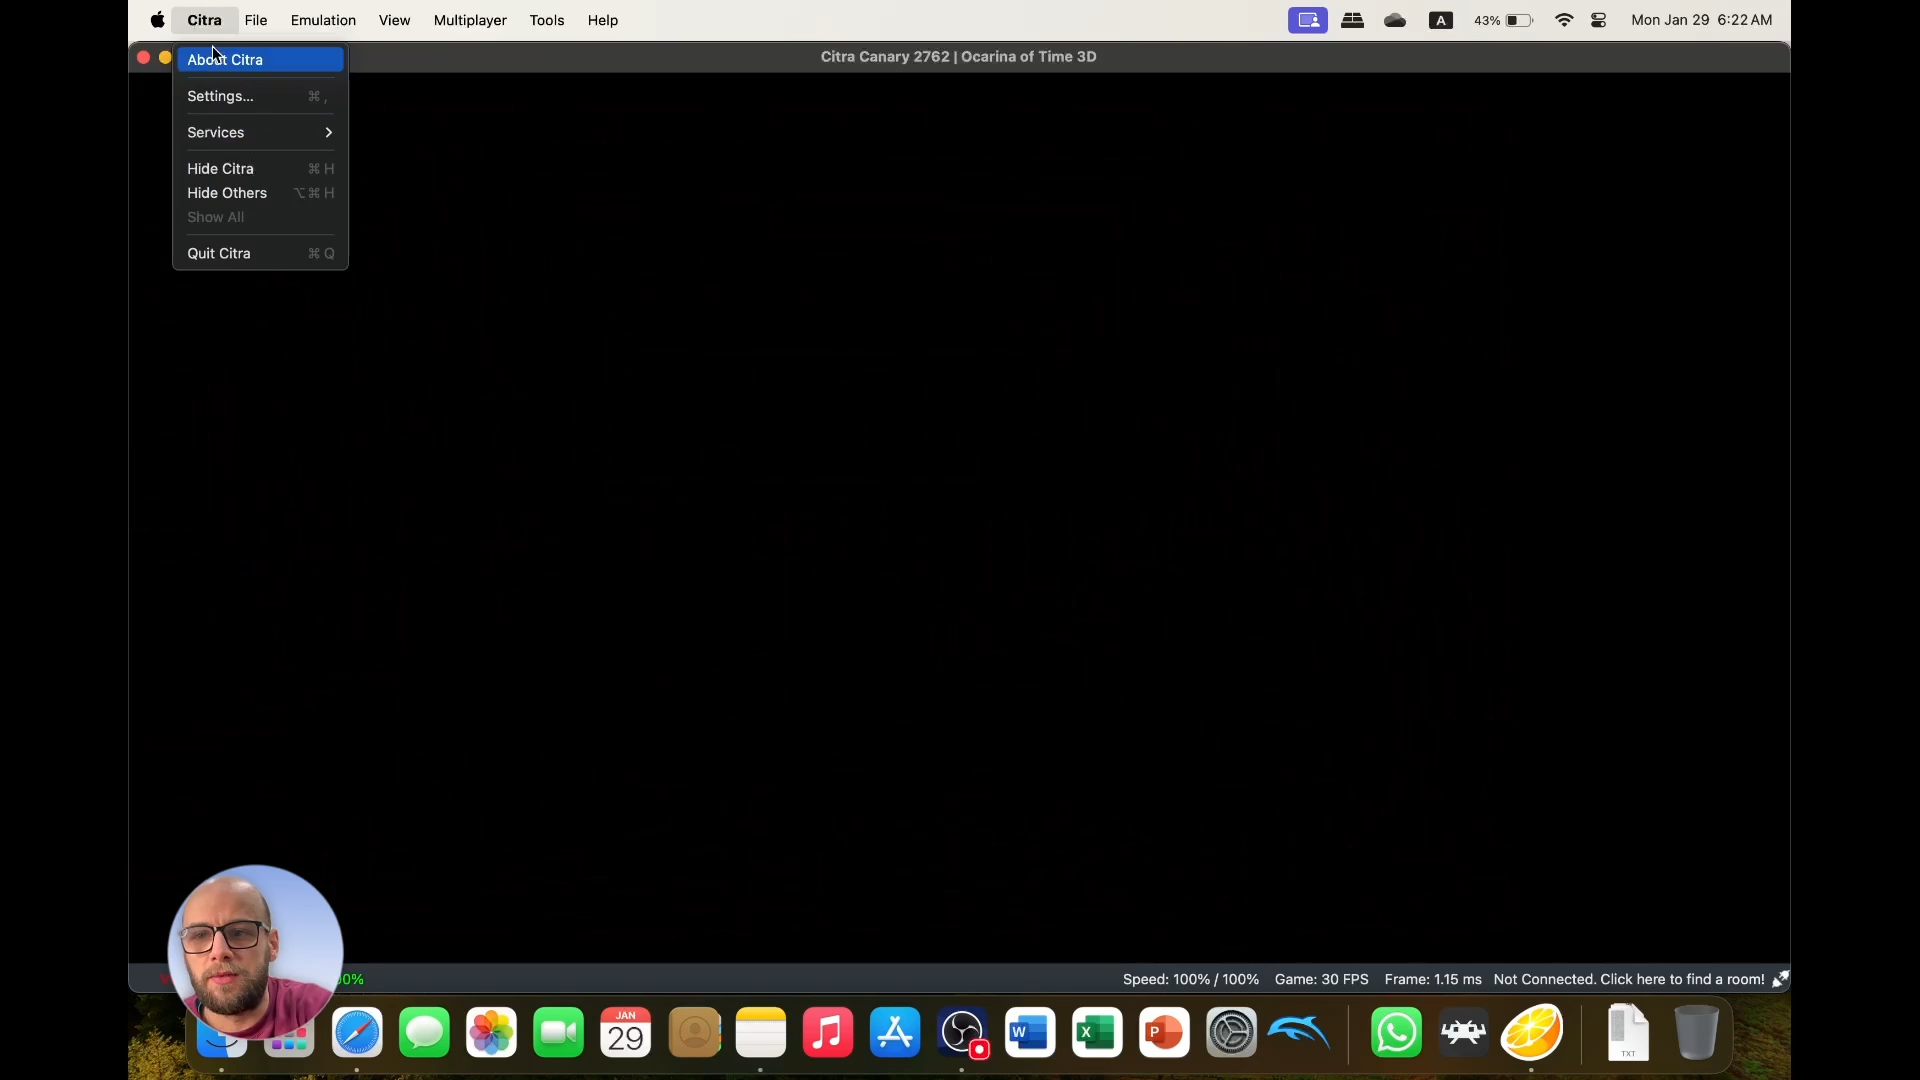 Citra File Emulation View Multiplayer Tools Help A 43% Mon Jan 29 6:22 AM
Citra Canary 2762 | Ocarina of Time 3D
About Citra
Settings... ⌘ ,
Services
Hide Citra ⌘ H
Hide Others ⌥ ⌘ H
Show All
Quit Citra ⌘ Q
Speed: 100% / 100% Game: 30 FPS Frame: 1.15 ms Not Connected. Click here to find a room!
JAN
29
W
X
P
TXT